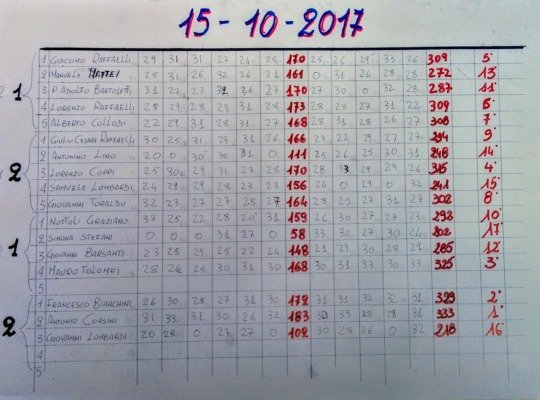 15-10-2017
1
1 GIACOMO RAFFAELLI 29 31 31 27 24 28 170 25 26 29 33 26 309 5°
2 MANUELE MATTEI 25 31 26 32 26 21 161 0 31 24 28 28 272 13°
3 P. ADOLFO BARTOLETTI 31 27 27 32 26 27 170 27 30 0 32 28 287 11°
4 LORENZO RAFFAELLI 28 29 28 29 31 28 173 28 28 27 31 22 309 6°
5 ALBERTO COLLODI 22 29 31 28 31 27 168 28 31 28 26 27 308 7°
2
1 GIULIO CESARE RAFFAELLI 30 25 31 23 31 26 166 23 22 29 27 27 294 9°
2 ANTONINO LINO 20 0 30 30 31 0 111 25 26 25 30 31 248 14°
3 LORENZO COPPI 25 30 29 31 27 28 170 28 33 29 29 26 315 4°
4 SAMUELE LOMBARDI 24 29 29 28 23 23 156 24 0 29 0 32 241 15°
5 GIOVANNI TORALDO 32 23 27 27 28 27 164 28 25 27 31 27 302 8°
1
1 NOTTOLI GRAZIANO 33 25 22 28 20 31 159 26 30 27 27 23 292 10°
2 SIMONA STEFANI 0 0 0 31 27 0 58 33 30 27 30 24 202 17°
3 GIOVANNI BARSANTI 23 25 29 25 22 24 148 21 29 30 28 29 285 12°
4 MAURO TOLOMEI 28 24 25 30 31 30 168 30 31 33 30 33 325 3°
5
2
1 FRANCESCO BIANCHINI 26 30 28 27 31 30 172 31 31 32 32 31 329 2°
2 ANTONIO CORSINI 31 33 31 30 26 32 183 30 33 28 28 31 333 1°
3 GIOVANNI LOMBARDI 20 28 0 27 27 0 102 30 28 26 0 32 218 16°
4
5